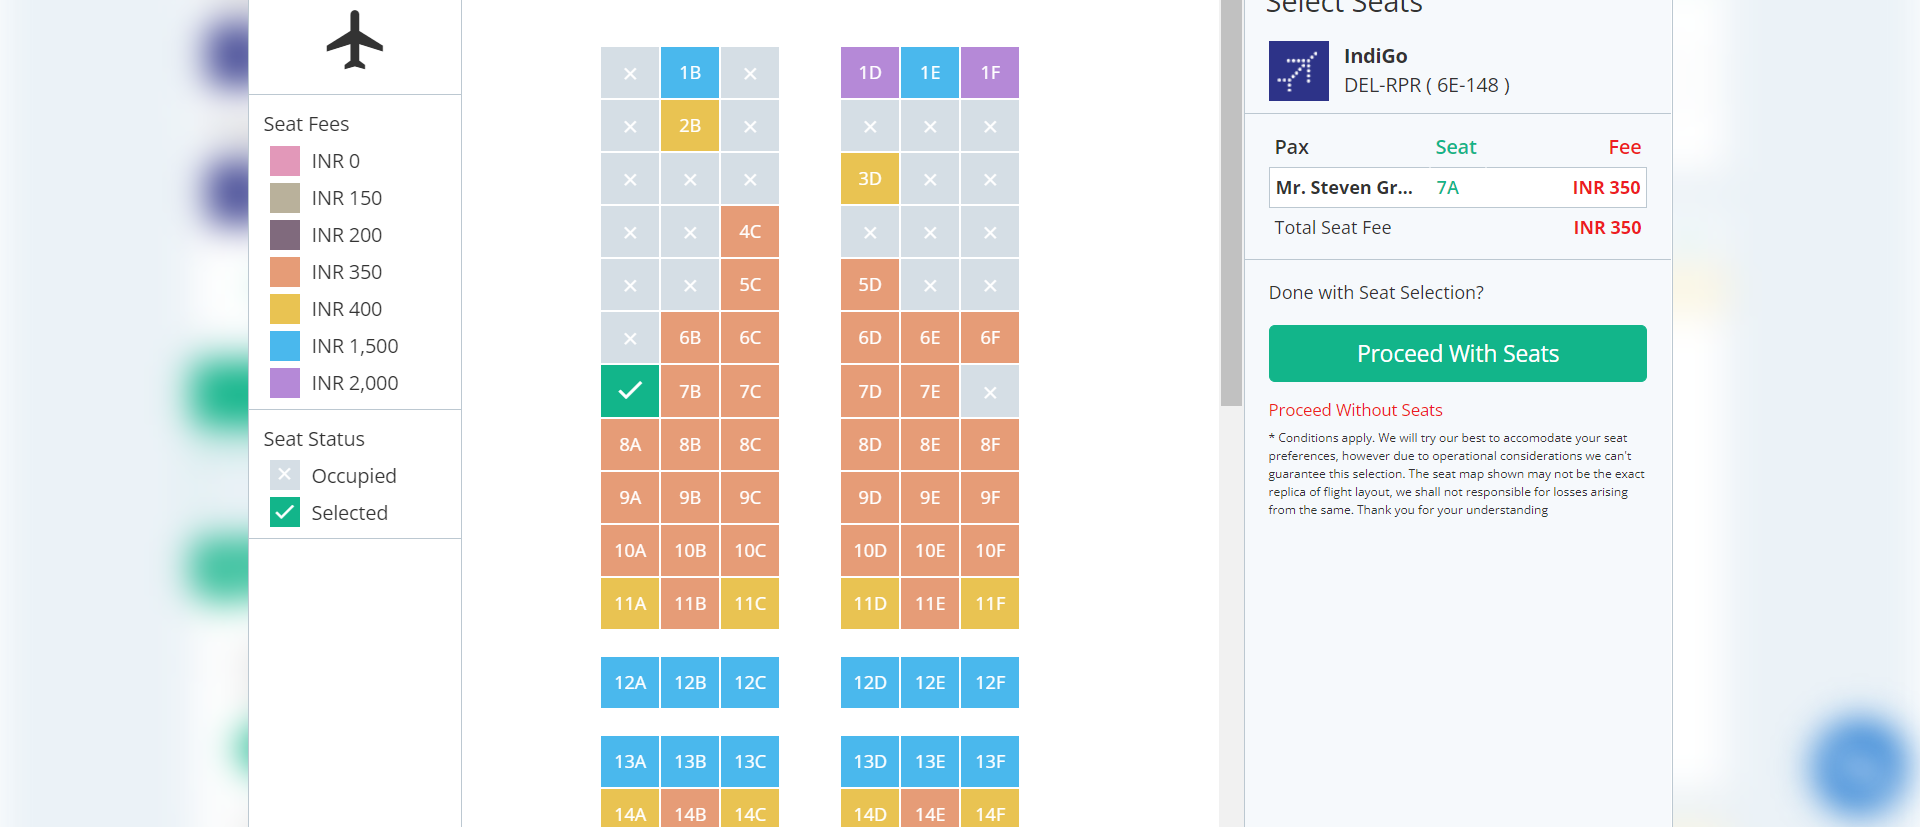 Select Seats
IndiGo
DEL-RPR ( 6E-148 )
Pax Seat Fee
Mr. Steven Gr... 7A INR 350
Total Seat Fee INR 350
Done with Seat Selection?
Proceed With Seats
Proceed Without Seats
* Conditions apply. We will try our best to accomodate your seat
preferences, however due to operational considerations we can't
guarantee this selection. The seat map shown may not be the exact
replica of flight layout, we shall not responsible for losses arising
from the same. Thank you for your understanding
Seat Fees
INR 0
INR 150
INR 200
INR 350
INR 400
INR 1,500
INR 2,000
Seat Status
Occupied
Selected
1B 1D 1E 1F
2B
3D
4C
5C 5D
6B 6C 6D 6E 6F
7B 7C 7D 7E
8A 8B 8C 8D 8E 8F
9A 9B 9C 9D 9E 9F
10A 10B 10C 10D 10E 10F
11A 11B 11C 11D 11E 11F
12A 12B 12C 12D 12E 12F
13A 13B 13C 13D 13E 13F
14A 14B 14C 14D 14E 14F